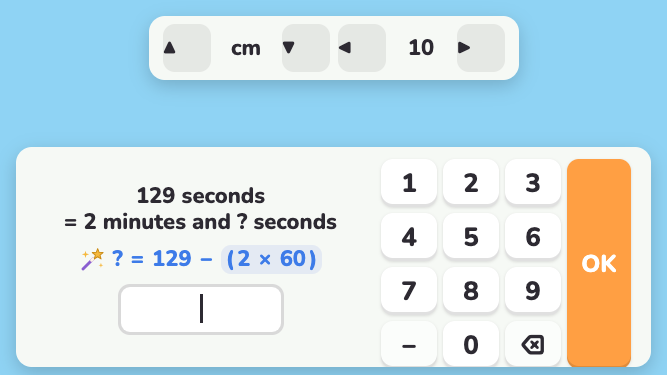 ▲ cm ▼ ◀ 10 ▶
129 seconds
= 2 minutes and ? seconds
? = 129 − (2 × 60)
1 2 3
4 5 6
7 8 9
− 0
OK